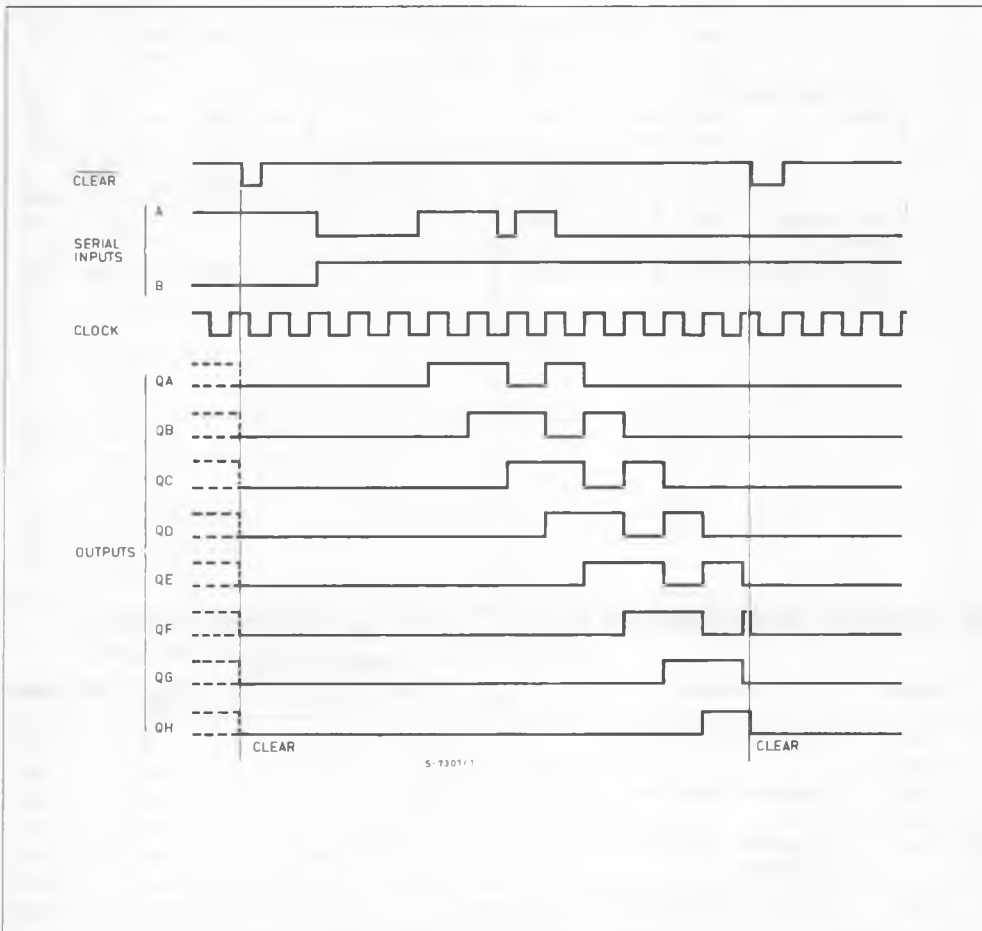 CLEAR
A
SERIAL
INPUTS
B
CLOCK
QA
QB
QC
QD
OUTPUTS
QE
QF
QG
QH
CLEAR
CLEAR